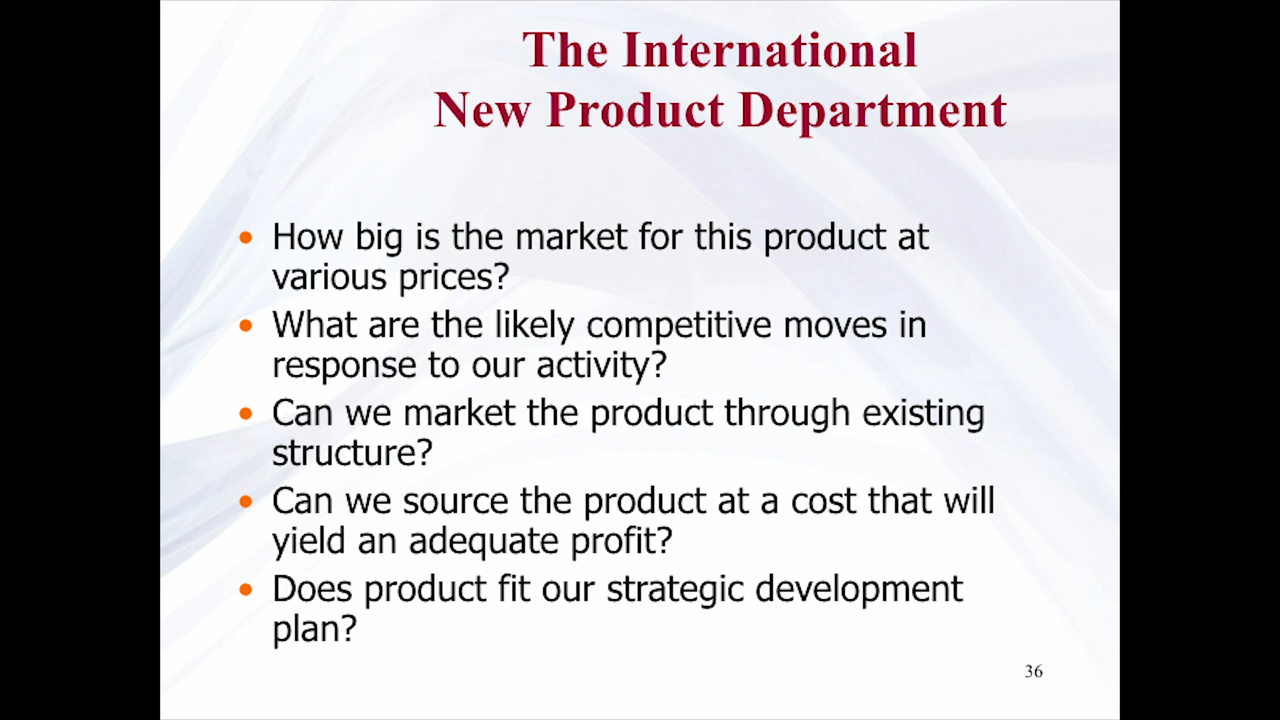 The International
New Product Department
• How big is the market for this product at
various prices?
• What are the likely competitive moves in
response to our activity?
• Can we market the product through existing
structure?
• Can we source the product at a cost that will
yield an adequate profit?
• Does product fit our strategic development
plan?
36